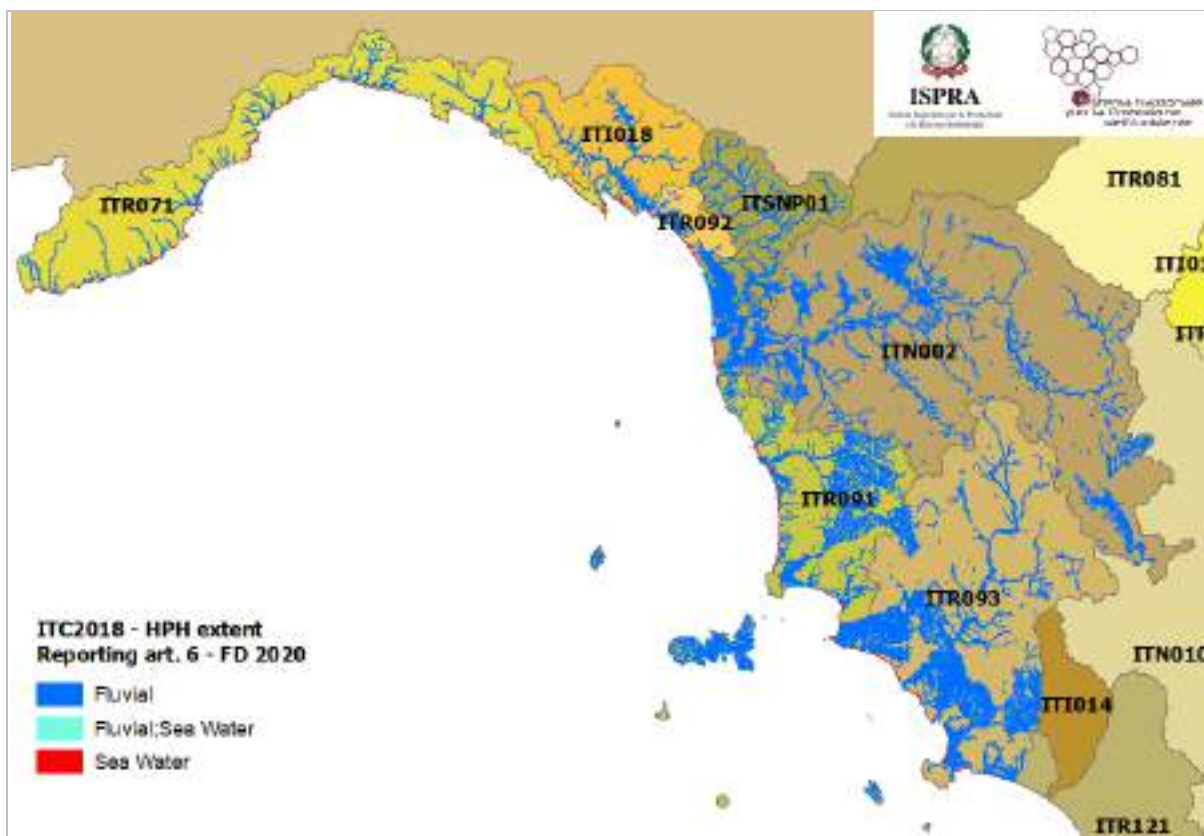 ISPRA
ITR081
ITI018
ITR071
ITSNP01
ITR092
ITN002
ITR091
ITR093
ITC2018 - HPH extent
Reporting art. 6 - FD 2020
ITN010
Fluvial
ITI014
Fluvial;Sea Water
Sea Water
ITR121